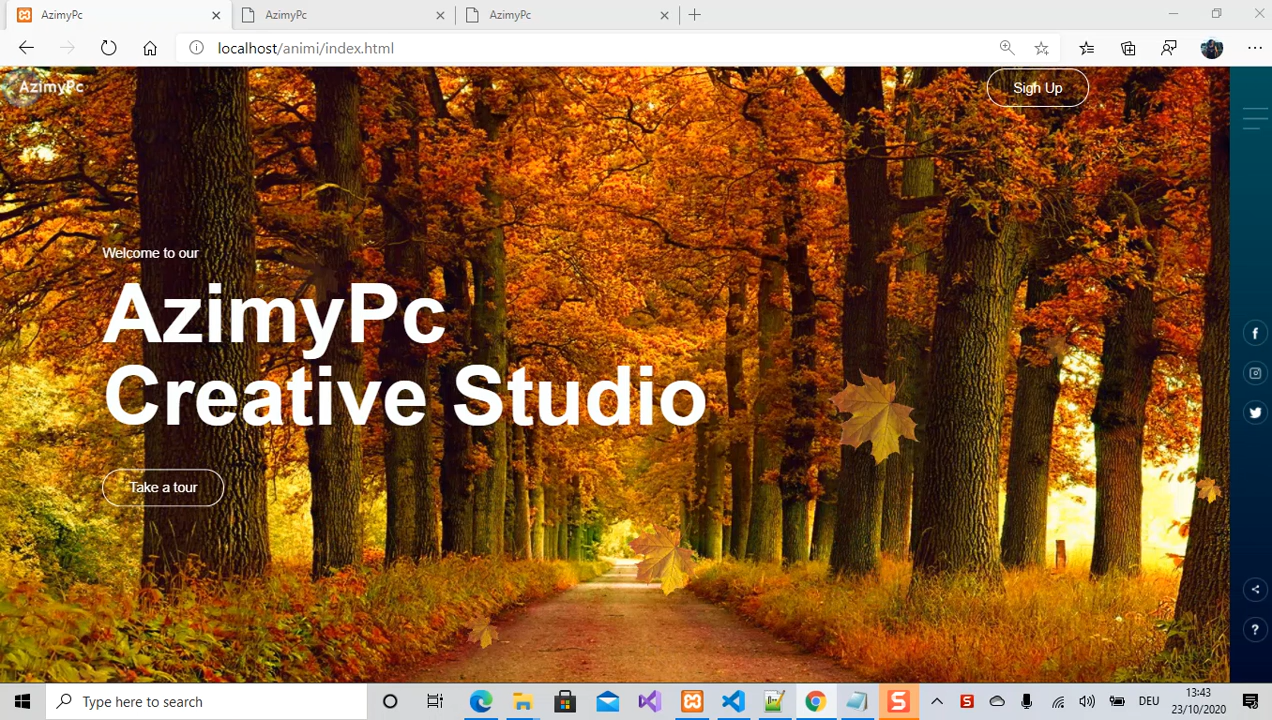 AzimyPc
AzimyPc
AzimyPc
localhost/animi/index.html
AzimyPc
Sigh Up
Welcome to our
AzimyPc
Creative Studio
Take a tour
?
Type here to search
DEU
13:43
23/10/2020